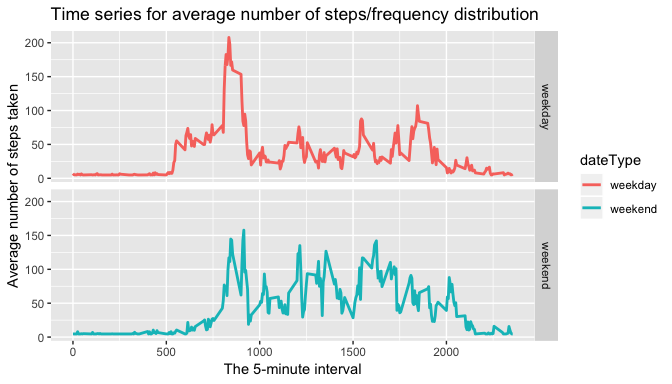 Time series for average number of steps/frequency distribution
Average number of steps taken
200
150
100
50
0
weekday
200
150
100
50
0
weekend
0
500
1000
1500
2000
The 5-minute interval
dateType
weekday
weekend